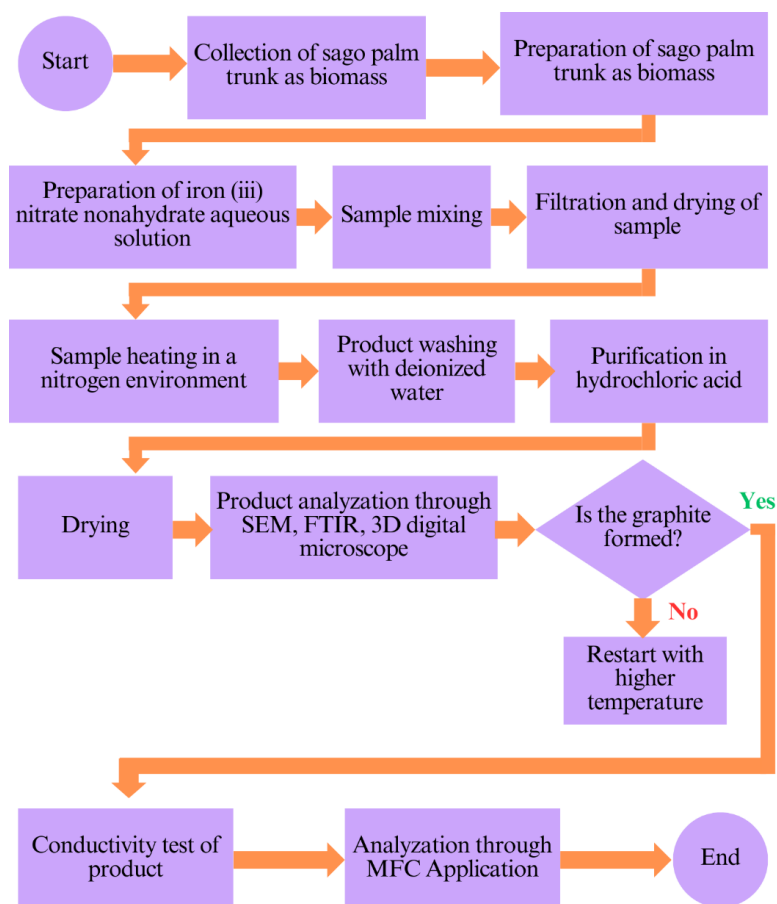 Start
Collection of sago palm
trunk as biomass
Preparation of sago palm
trunk as biomass
Preparation of iron (iii)
nitrate nonahydrate aqueous
solution
Sample mixing
Filtration and drying of
sample
Sample heating in a
nitrogen environment
Product washing
with deionized
water
Purification in
hydrochloric acid
Drying
Product analyzation through
SEM, FTIR, 3D digital
microscope
Is the graphite
formed?
Yes
No
Restart with
higher
temperature
Conductivity test of
product
Analyzation through
MFC Application
End